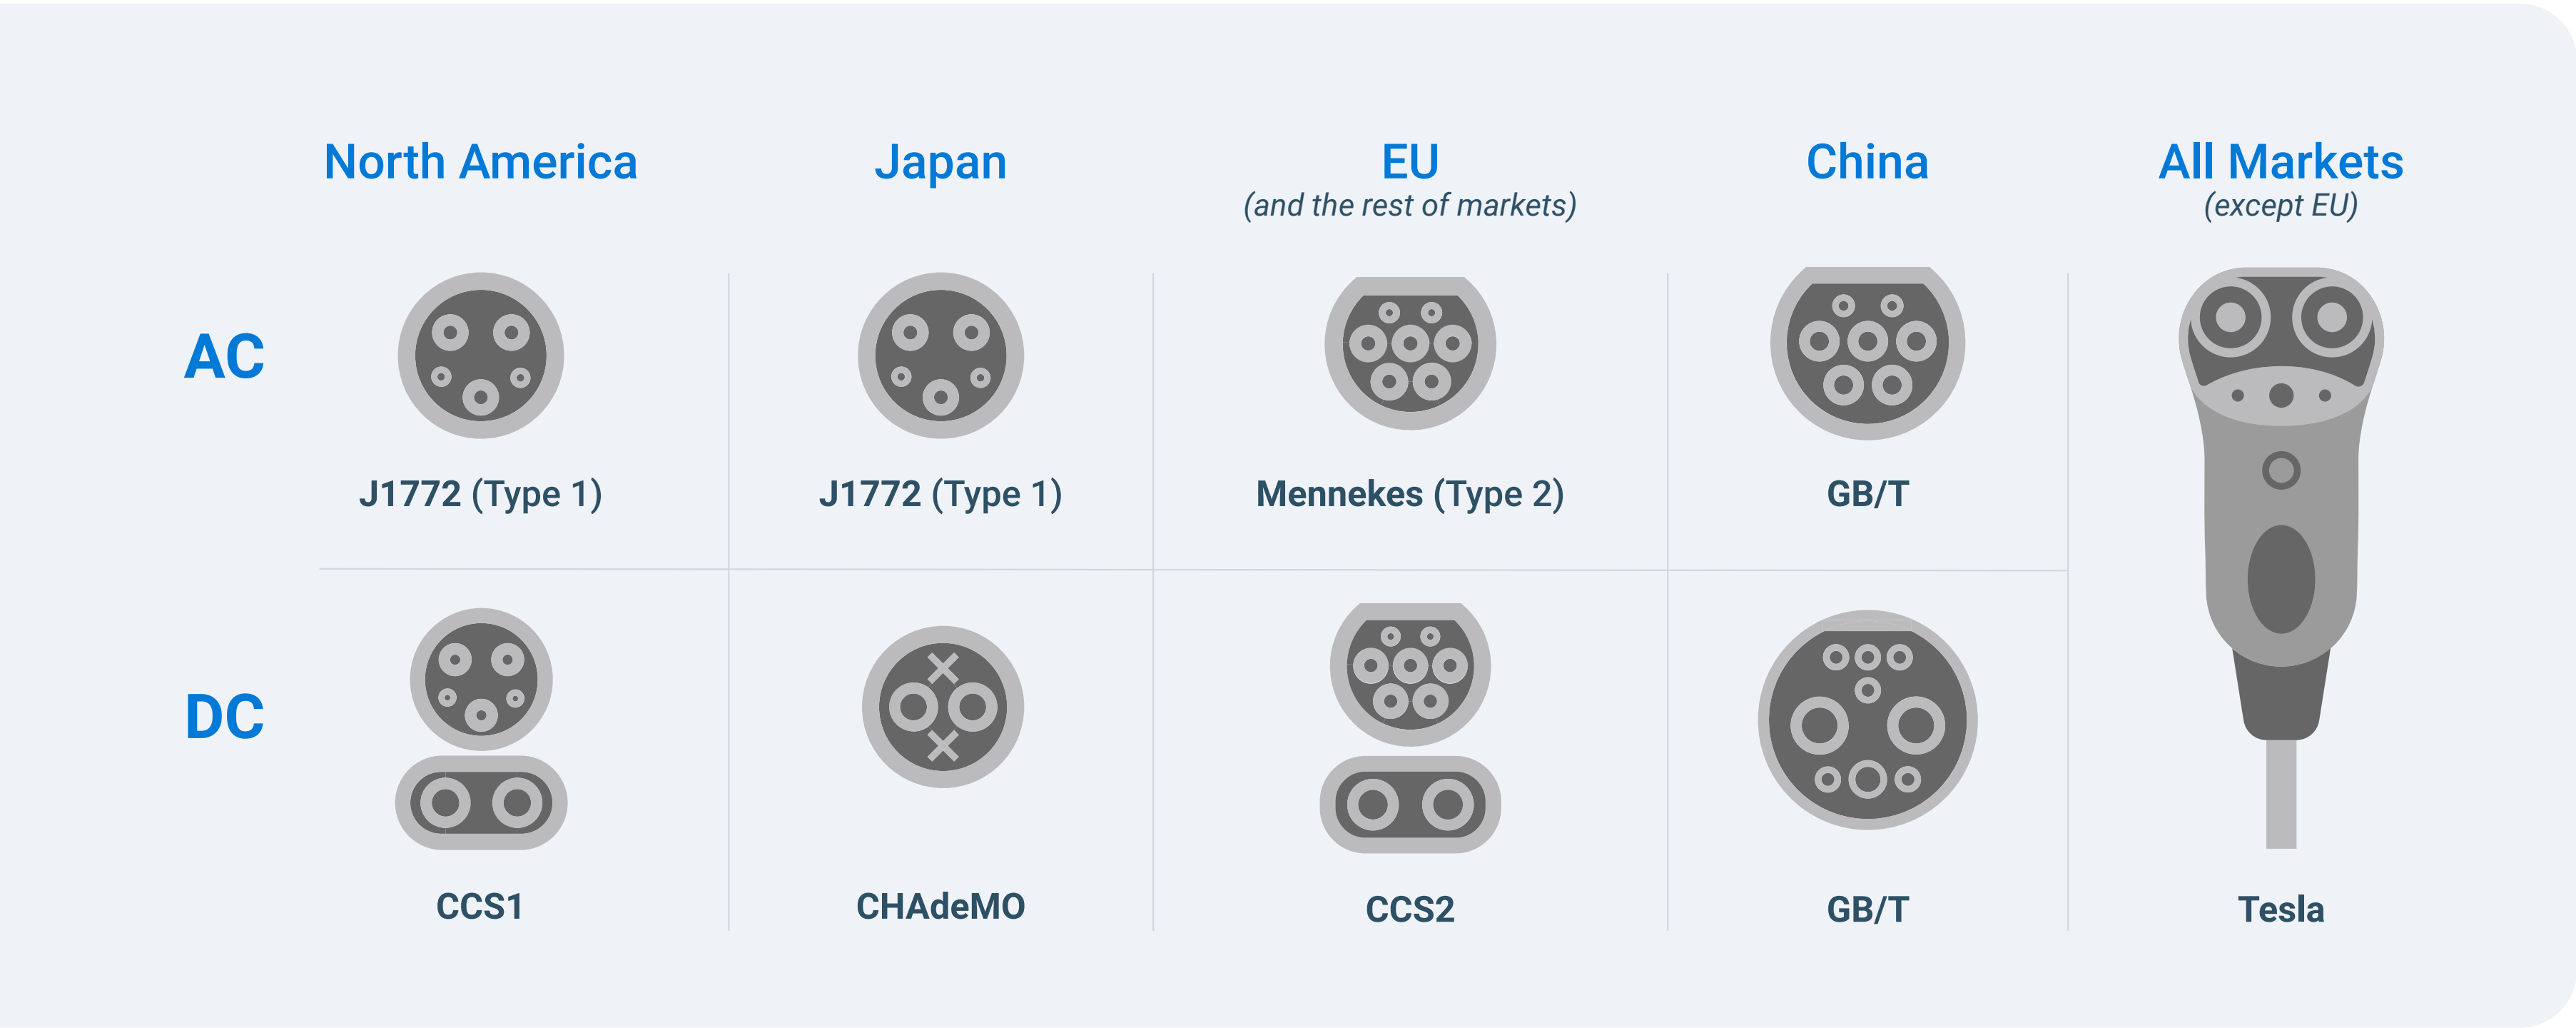 North America
Japan
EU
(and the rest of markets)
China
All Markets
(except EU)
AC
J1772 (Type 1)
J1772 (Type 1)
Mennekes (Type 2)
GB/T
DC
CCS1
CHAdeMO
CCS2
GB/T
Tesla